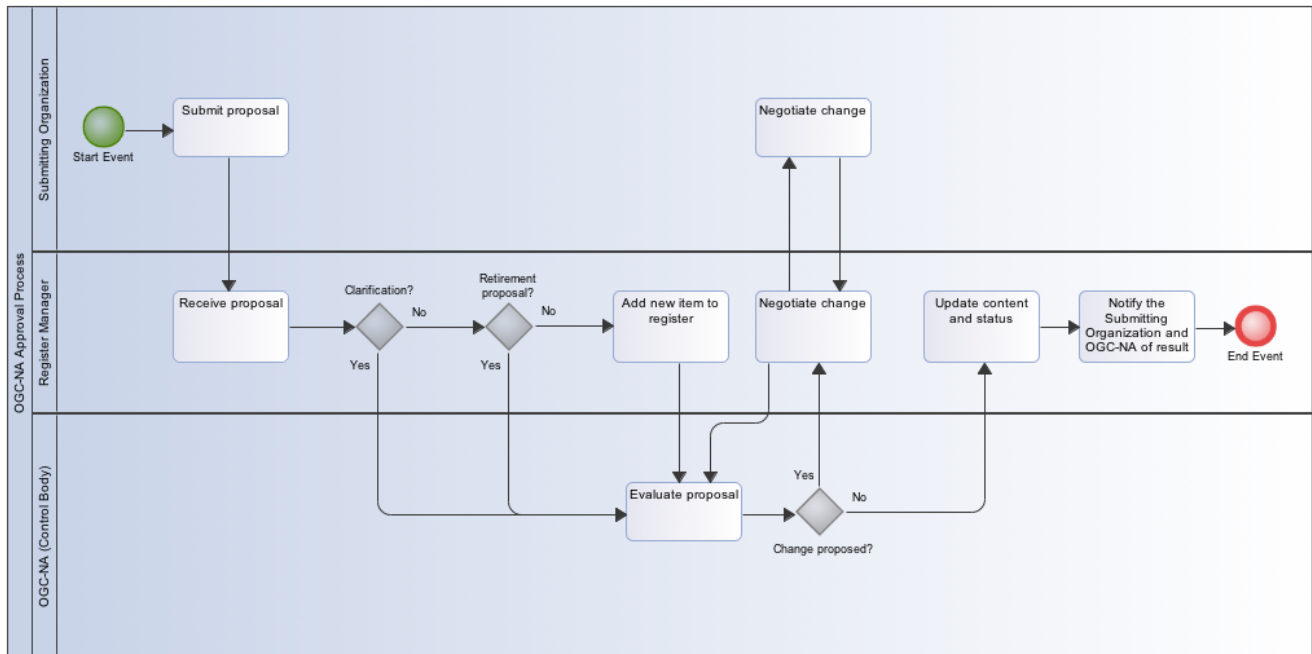 OGC-NA Approval Process
Submitting Organization
Start Event
Submit proposal
Negotiate change
Register Manager
Receive proposal
Clarification?
No
Yes
Retirement
proposal?
No
Yes
Add new item to
register
Negotiate change
Update content
and status
Notify the
Submitting
Organization and
OGC-NA of result
End Event
OGC-NA (Control Body)
Evaluate proposal
Yes
No
Change proposed?